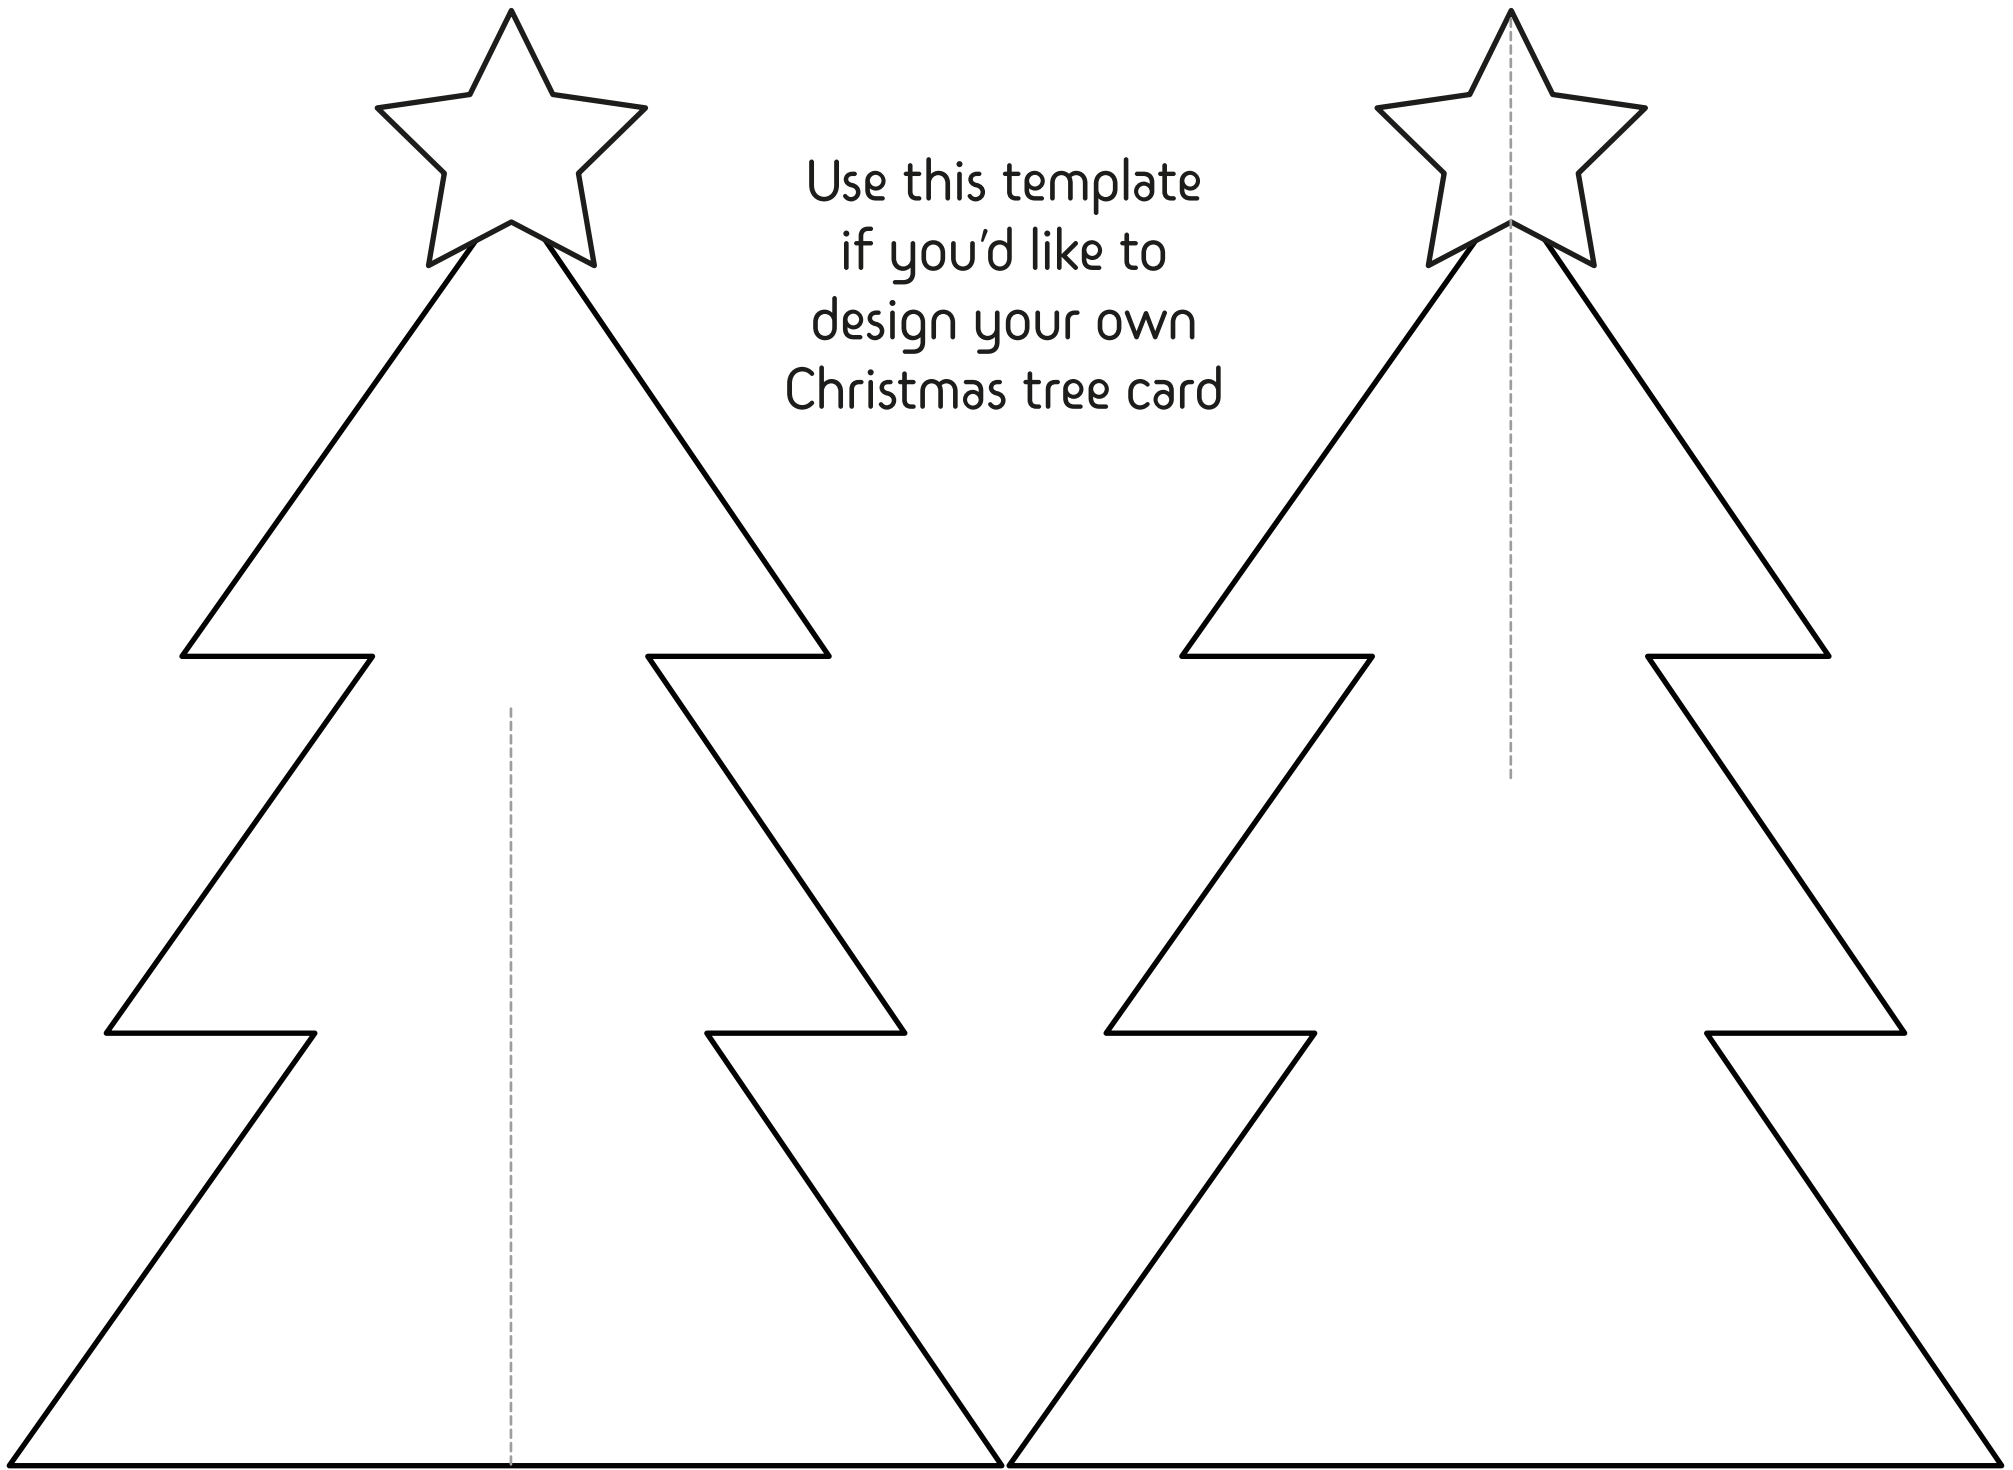 Use this template
if you'd like to
design your own
Christmas tree card